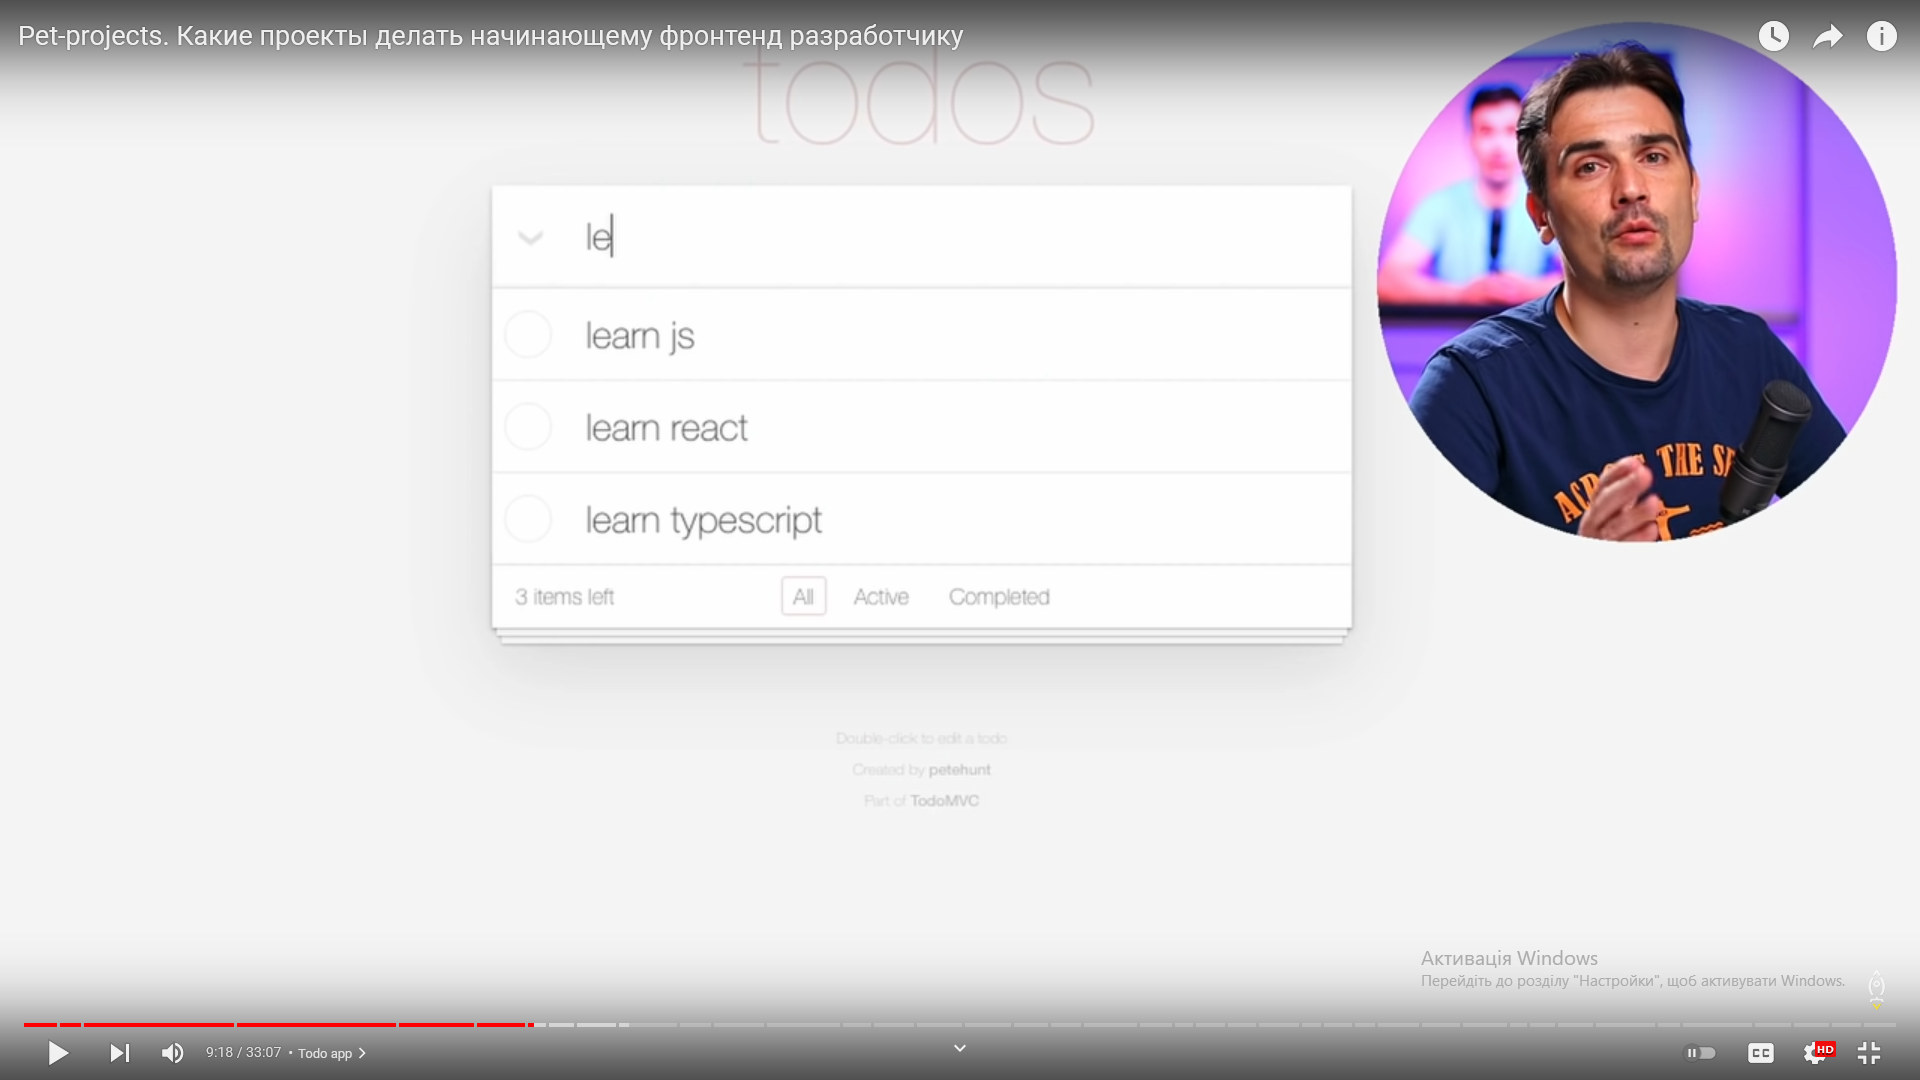 Pet-projects. Какие проекты делать начинающему фронтенд разработчику
todos
le
learn js
learn react
learn typescript
3 items left
All
Active
Completed
Double-click to edit a todo
Created by petehunt
Part of TodoMVC
THE
Активація Windows
Перейдіть до розділу "Настройки", щоб активувати Windows.
9:18 / 33:07 • Todo app
CC
HD